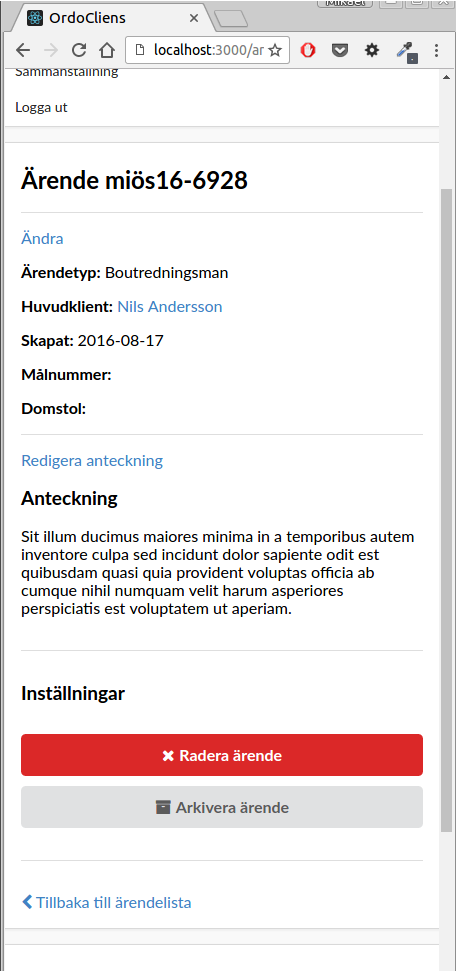 Mikael
OrdoCliens
localhost:3000/ar
Sammanställning
Logga ut
Ärende miös16-6928
Ändra
Ärendetyp: Boutredningsman
Huvudklient: Nils Andersson
Skapat: 2016-08-17
Målnummer:
Domstol:
Redigera anteckning
Anteckning
Sit illum ducimus maiores minima in a temporibus autem
inventore culpa sed incidunt dolor sapiente odit est
quibusdam quasi quia provident voluptas officia ab
cumque nihil numquam velit harum asperiores
perspiciatis est voluptatem ut aperiam.
Inställningar
Radera ärende
Arkivera ärende
Tillbaka till ärendelista